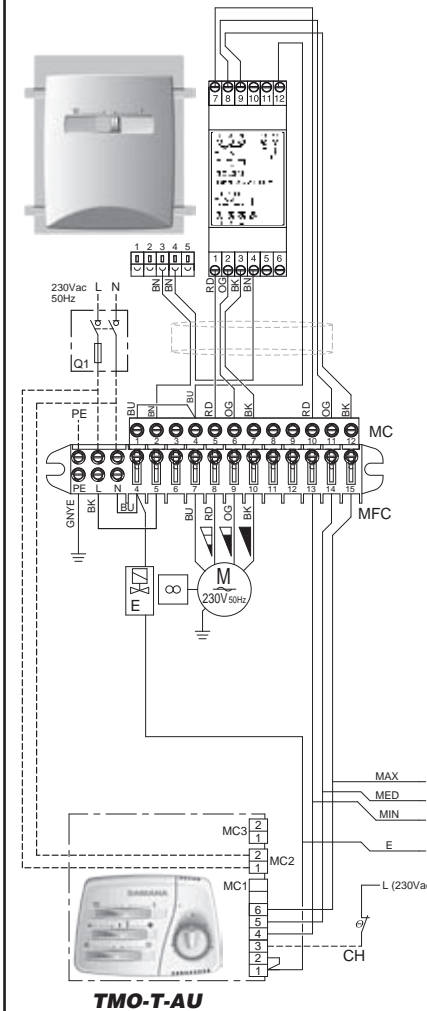 7 8 9 10 11 12
1 2 3 4 5
1 2 3 4 5 6
BN BN RD OG BK BN
230Vac L N
50Hz
Q1
PE
BU BN BU RD OG BK RD OG BK
1 2 3 4 5 6 7 8 9 10 11 12
MC
PE L N 4 5 6 7 8 9 10 11 12 13 14 15
MFC
GNYE BK BU BU RD OG BK
E
8
M
230V 50Hz
MAX
MED
MIN
E
MC3 2 1
MC2 2 1
MC1
6
5
4
3
2
1
L (230Vac
CH
SABIANA
TMO-T-AU